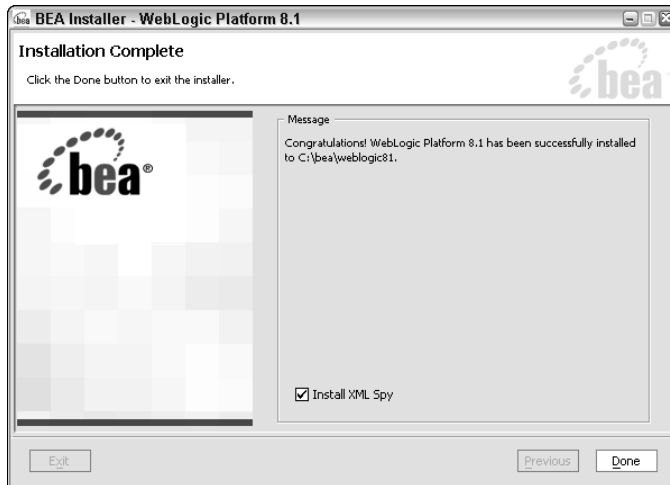 bea BEA Installer - WebLogic Platform 8.1
Installation Complete
Click the Done button to exit the installer.
bea
bea®
Message
Congratulations! WebLogic Platform 8.1 has been successfully installed
to C:\bea\weblogic81.
Install XML Spy
Exit
Previous
Done